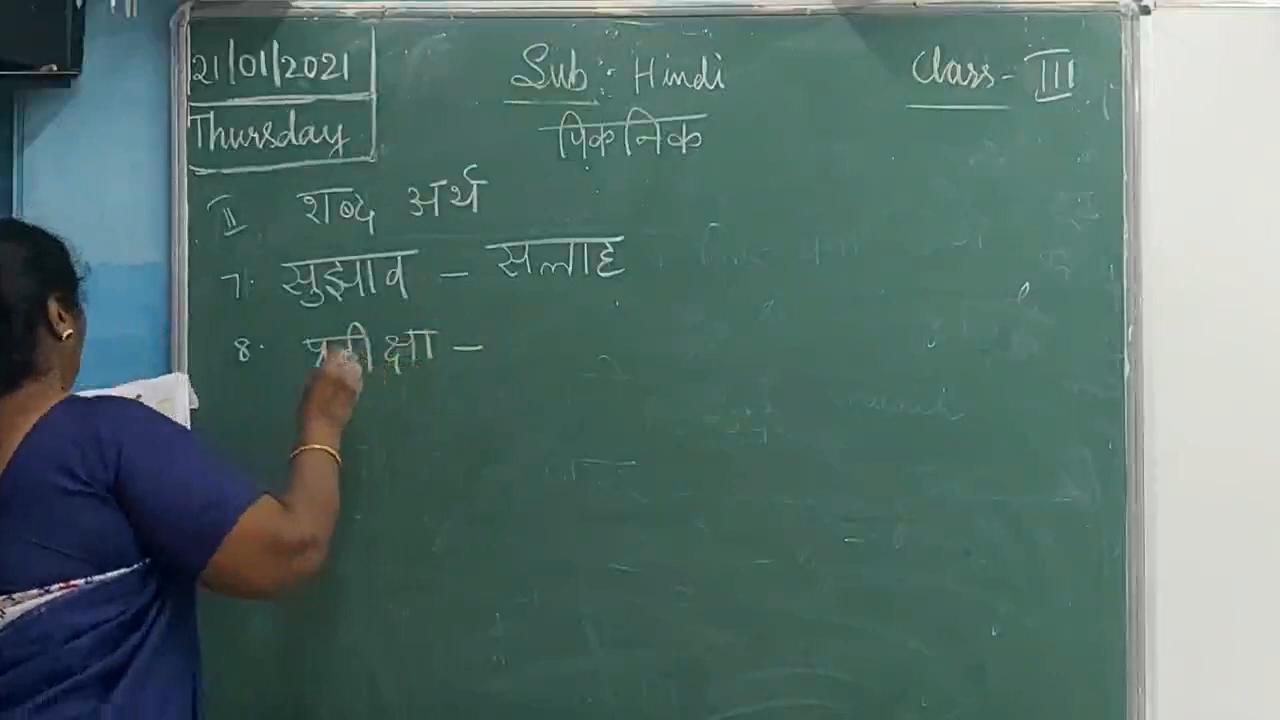 21/01/2021
Thursday
Sub:- Hindi
Class- III
पिकनिक
II शब्द अर्थ
7. सुझाव - सलाह
8. प्रतीक्षा -